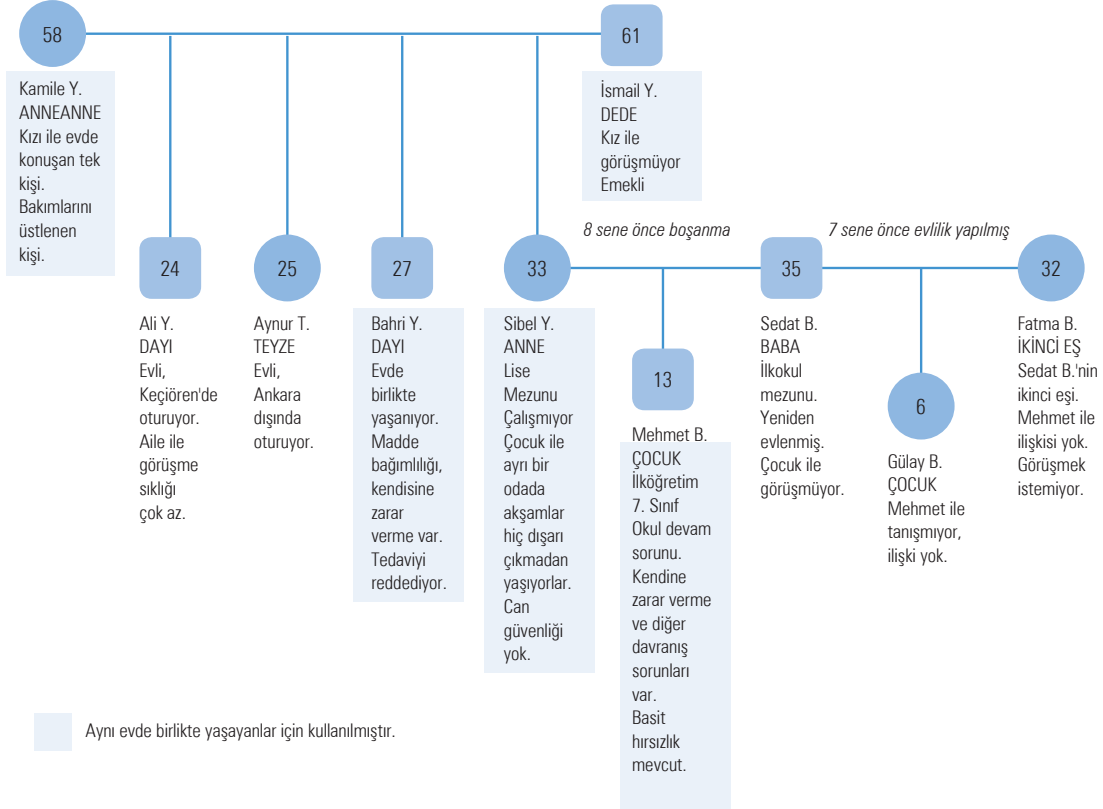 58
Kamile Y.
ANNEANNE
Kızı ile evde
konuşan tek
kişi.
Bakımlarını
üstlenen
kişi.
61
İsmail Y.
DEDE
Kız ile
görüşmüyor
Emekli
8 sene önce boşanma
7 sene önce evlilik yapılmış
24
Ali Y.
DAYI
Evli,
Keçiören'de
oturuyor.
Aile ile
görüşme
sıklığı
çok az.
25
Aynur T.
TEYZE
Evli,
Ankara
dışında
oturuyor.
27
Bahri Y.
DAYI
Evde
birlikte
yaşanıyor.
Madde
bağımlılığı,
kendisine
zarar
verme var.
Tedaviyi
reddediyor.
33
Sibel Y.
ANNE
Lise
Mezunu
Çalışmıyor
Çocuk ile
ayrı bir
odada
akşamlar
hiç dışarı
çıkmadan
yaşıyorlar.
Can
güvenliği
yok.
13
Mehmet B.
ÇOCUK
İlköğretim
7. Sınıf
Okul devam
sorunu.
Kendine
zarar verme
ve diğer
davranış
sorunları
var.
Basit
hırsızlık
mevcut.
35
Sedat B.
BABA
İlkokul
mezunu.
Yeniden
evlenmiş.
Çocuk ile
görüşmüyor.
6
Gülay B.
ÇOCUK
Mehmet ile
tanışmıyor,
ilişki yok.
32
Fatma B.
İKİNCİ EŞ
Sedat B.'nin
ikinci eşi.
Mehmet ile
ilişkisi yok.
Görüşmek
istemiyor.
Aynı evde birlikte yaşayanlar için kullanılmıştır.